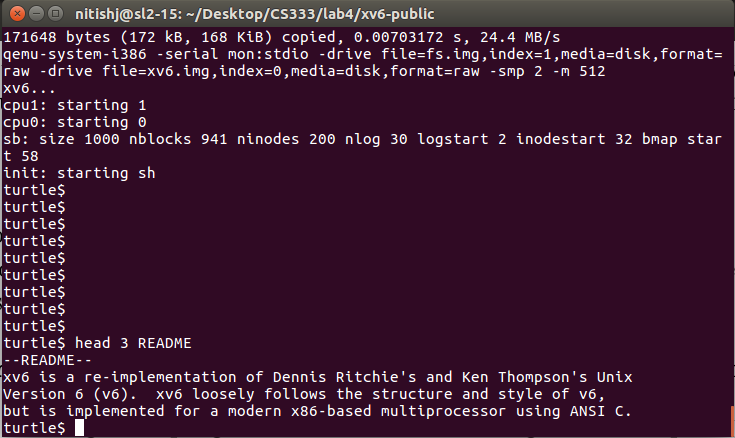 nitishj@sl2-15: ~/Desktop/CS333/lab4/xv6-public
171648 bytes (172 kB, 168 KiB) copied, 0.00703172 s, 24.4 MB/s
qemu-system-i386 -serial mon:stdio -drive file=fs.img,index=1,media=disk,format=
raw -drive file=xv6.img,index=0,media=disk,format=raw -smp 2 -m 512
xv6...
cpu1: starting 1
cpu0: starting 0
sb: size 1000 nblocks 941 ninodes 200 nlog 30 logstart 2 inodestart 32 bmap star
t 58
init: starting sh
turtle$
turtle$
turtle$
turtle$
turtle$
turtle$
turtle$
turtle$
turtle$
turtle$ head 3 README
--README--
xv6 is a re-implementation of Dennis Ritchie's and Ken Thompson's Unix
Version 6 (v6).  xv6 loosely follows the structure and style of v6,
but is implemented for a modern x86-based multiprocessor using ANSI C.
turtle$